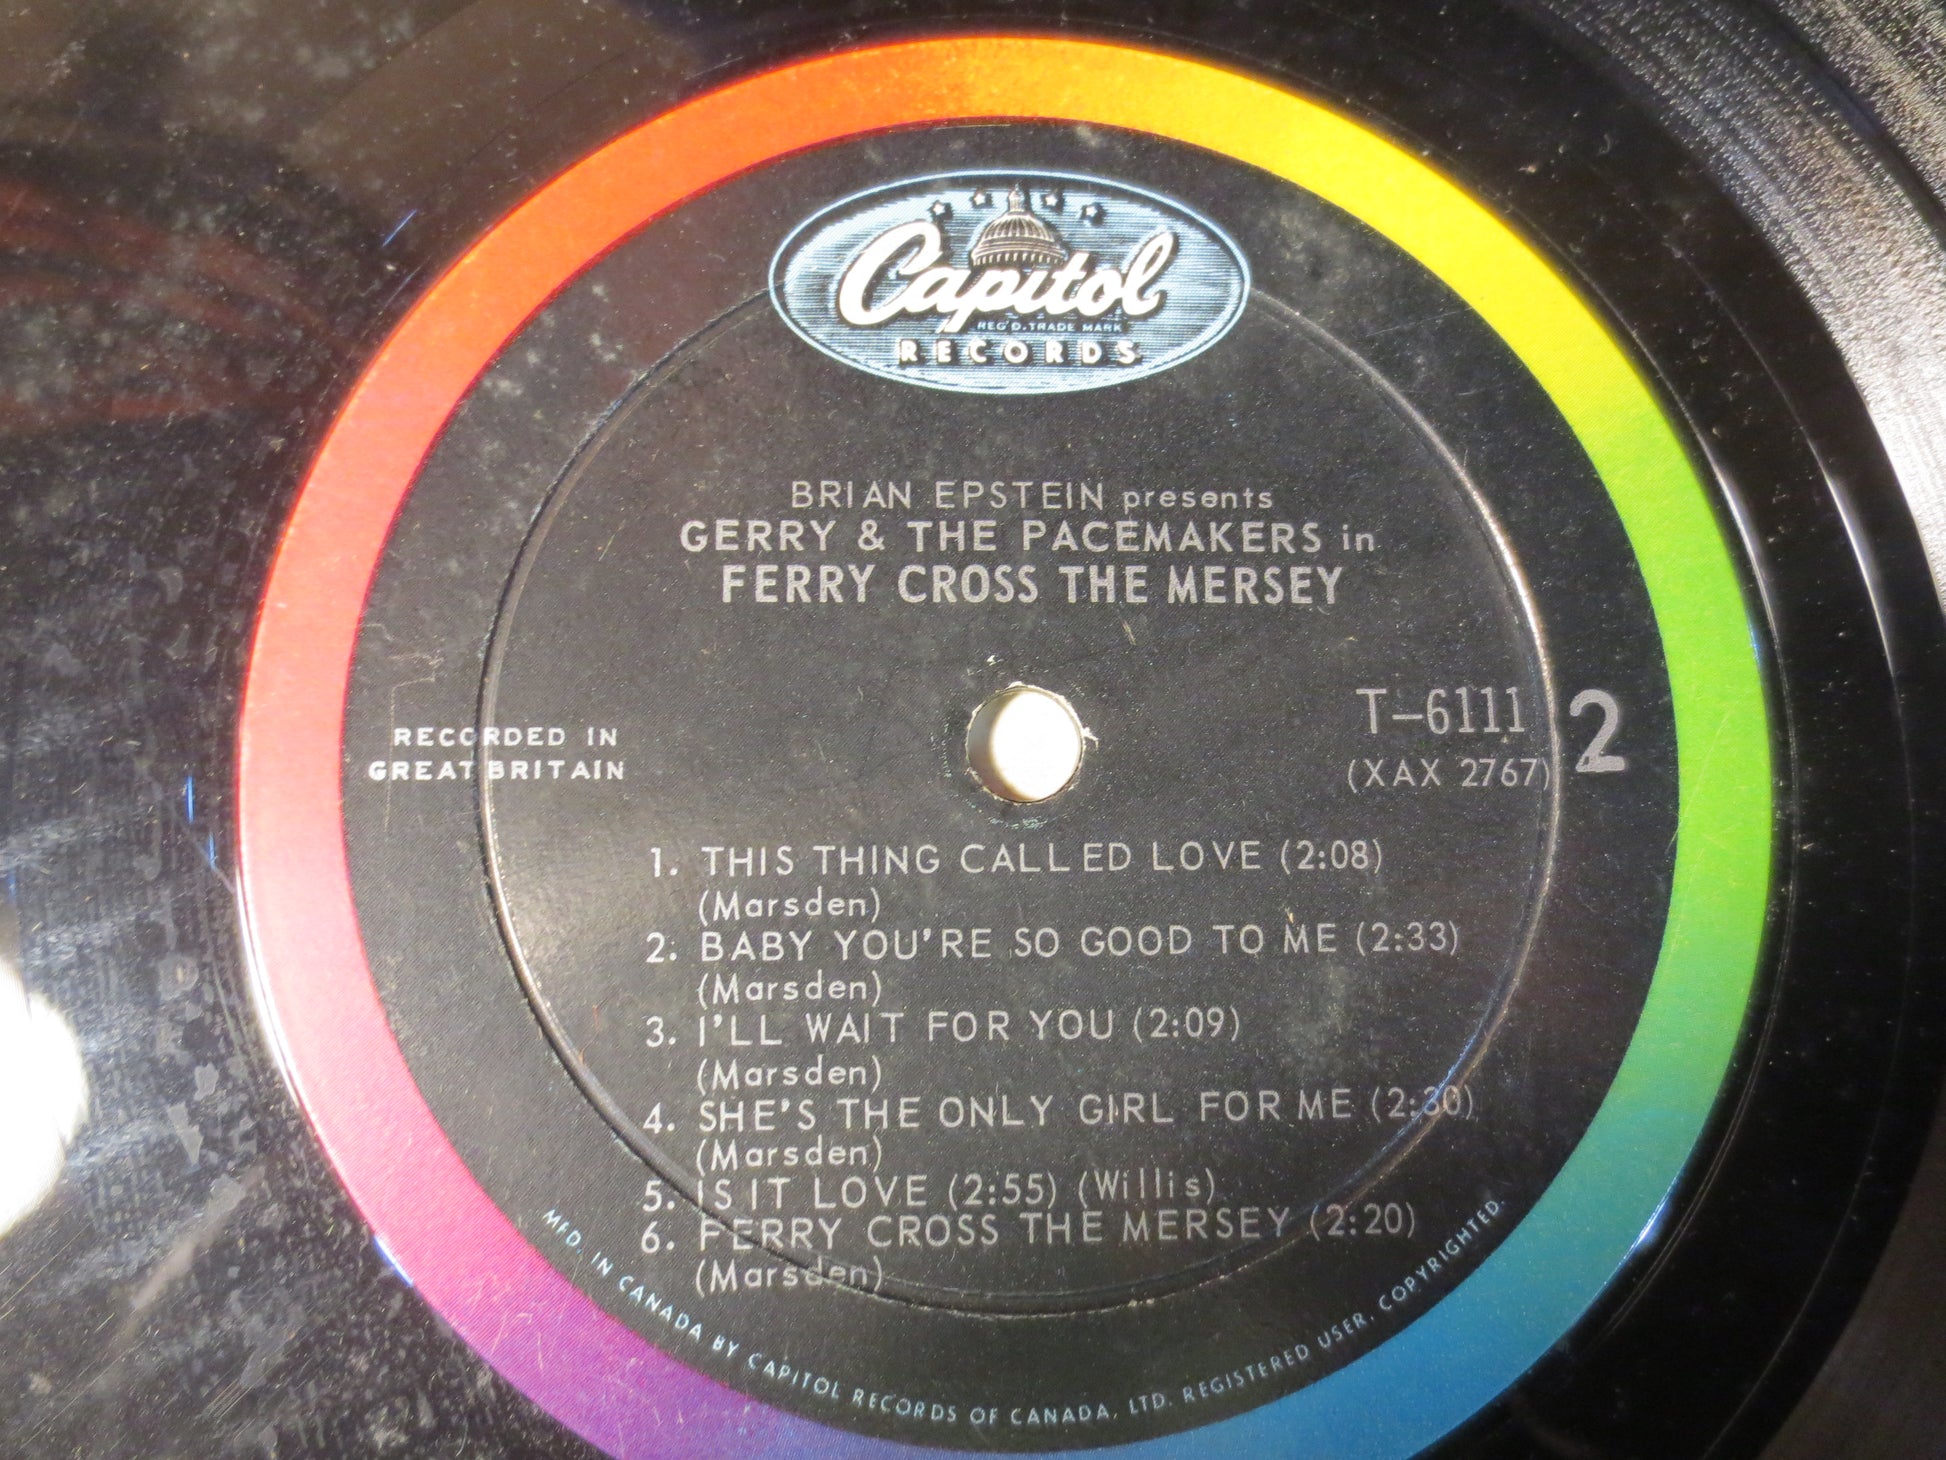 Capitol
REG'D. TRADE MARK
RECORDS
BRIAN EPSTEIN presents
GERRY & THE PACEMAKERS in
FERRY CROSS THE MERSEY
RECORDED IN
GREAT BRITAIN
T-6111
(XAX 2767)
2
1. THIS THING CALLED LOVE (2:08)
(Marsden)
2. BABY YOU'RE SO GOOD TO ME (2:33)
(Marsden)
3. I'LL WAIT FOR YOU (2:09)
(Marsden)
4. SHE'S THE ONLY GIRL FOR ME (2:30)
(Marsden)
5. IS IT LOVE (2:55) (Willis)
6. FERRY CROSS THE MERSEY (2:20)
(Marsden)
MFD. IN CANADA BY CAPITOL RECORDS OF CANADA, LTD. REGISTERED USER. COPYRIGHTED.